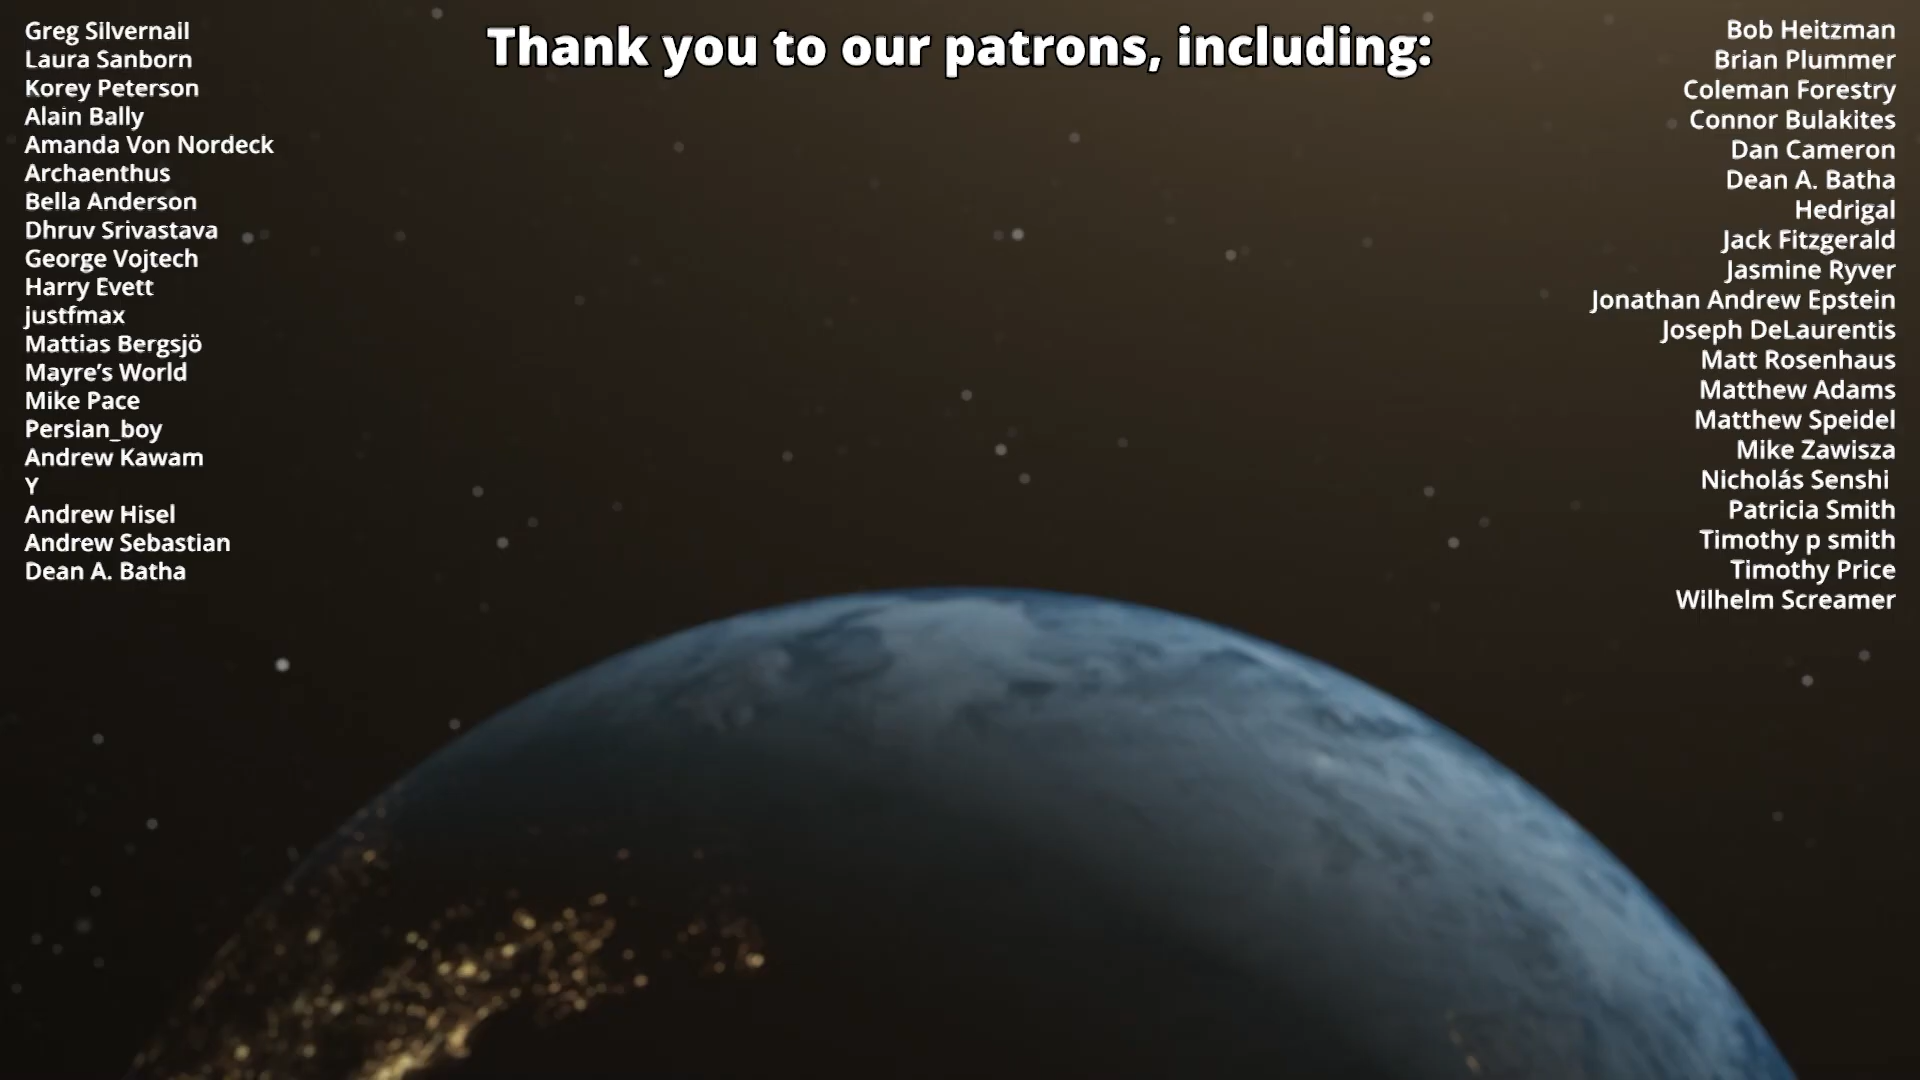 Thank you to our patrons, including:
Greg Silvernail
Laura Sanborn
Korey Peterson
Alain Bally
Amanda Von Nordeck
Archaenthus
Bella Anderson
Dhruv Srivastava
George Vojtech
Harry Evett
justfmax
Mattias Bergsjö
Mayre’s World
Mike Pace
Persian_boy
Andrew Kawam
Y
Andrew Hisel
Andrew Sebastian
Dean A. Batha
Bob Heitzman
Brian Plummer
Coleman Forestry
Connor Bulakites
Dan Cameron
Dean A. Batha
Hedrigal
Jack Fitzgerald
Jasmine Ryver
Jonathan Andrew Epstein
Joseph DeLaurentis
Matt Rosenhaus
Matthew Adams
Matthew Speidel
Mike Zawisza
Nicholás Senshi
Patricia Smith
Timothy p smith
Timothy Price
Wilhelm Screamer